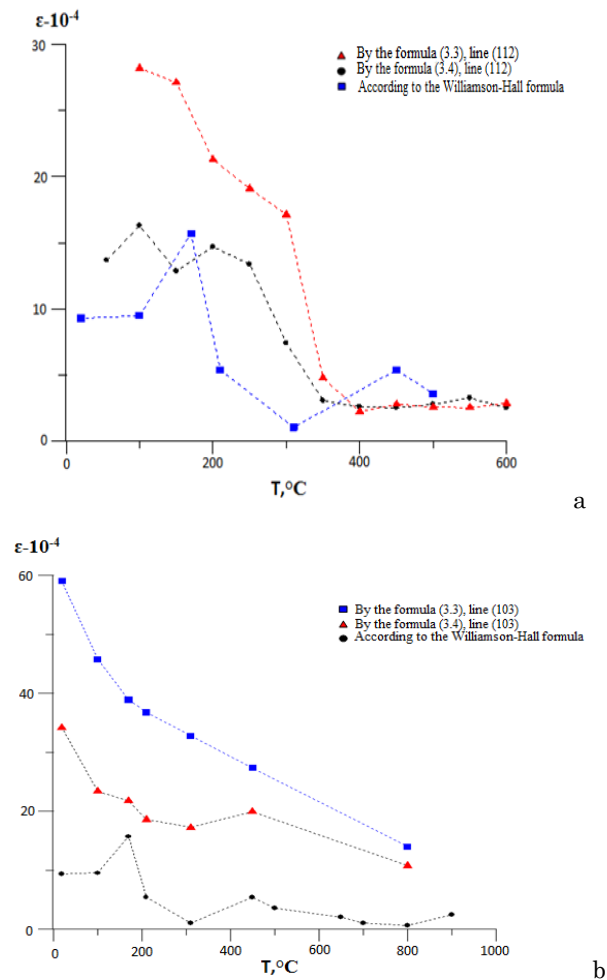 ε-10⁻⁴
30
20
10
0
▲ By the formula (3.3), line (112)
● By the formula (3.4), line (112)
■ According to the Williamson-Hall formula
0 200 400 600
T,°C
a
ε-10⁻⁴
60
40
20
0
■ By the formula (3.3), line (103)
▲ By the formula (3.4), line (103)
● According to the Williamson-Hall formula
0 200 400 600 800 1000
T,°C
b